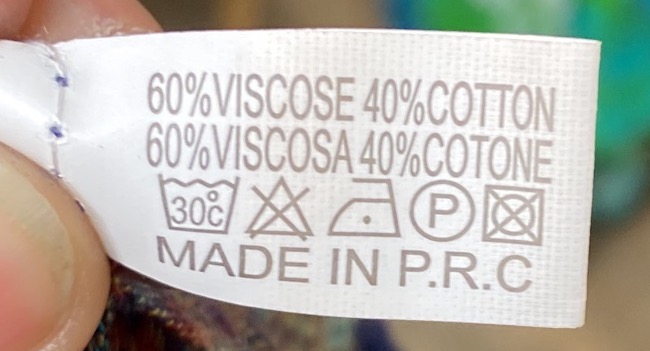 60%VISCOSE 40%COTTON
60%VISCOSA 40%COTONE
30°c P
MADE IN P.R.C